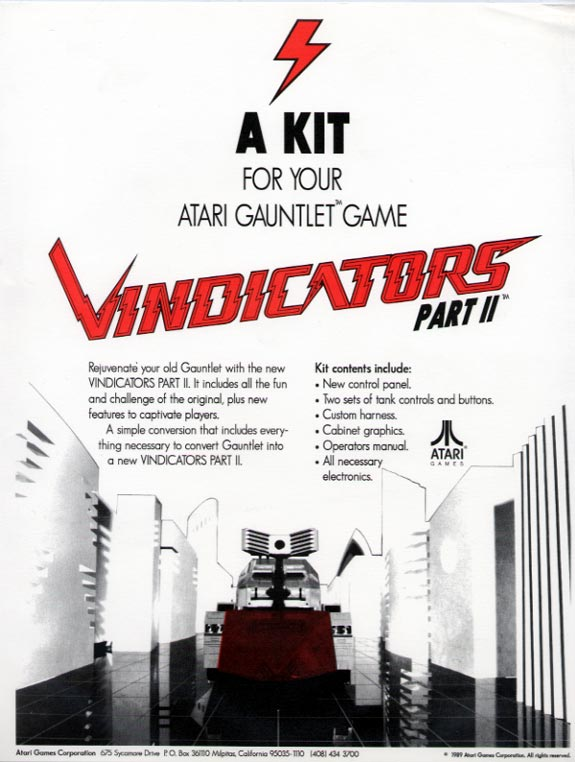 A KIT
FOR YOUR
ATARI GAUNTLET™ GAME
VINDICATORS
PART II™
Rejuvenate your old Gauntlet with the new
VINDICATORS PART II. It includes all the fun
and challenge of the original, plus new
features to captivate players.
A simple conversion that includes every-
thing necessary to convert Gauntlet into
a new VINDICATORS PART II.
Kit contents include:
• New control panel.
• Two sets of tank controls and buttons.
• Custom harness.
• Cabinet graphics.
• Operators manual.
• All necessary
electronics.
ATARI®
GAMES
Atari Games Corporation 675 Sycamore Drive P.O. Box 361110 Milpitas, California 95035-1110 (408) 434 3700
© 1989 Atari Games Corporation. All rights reserved.